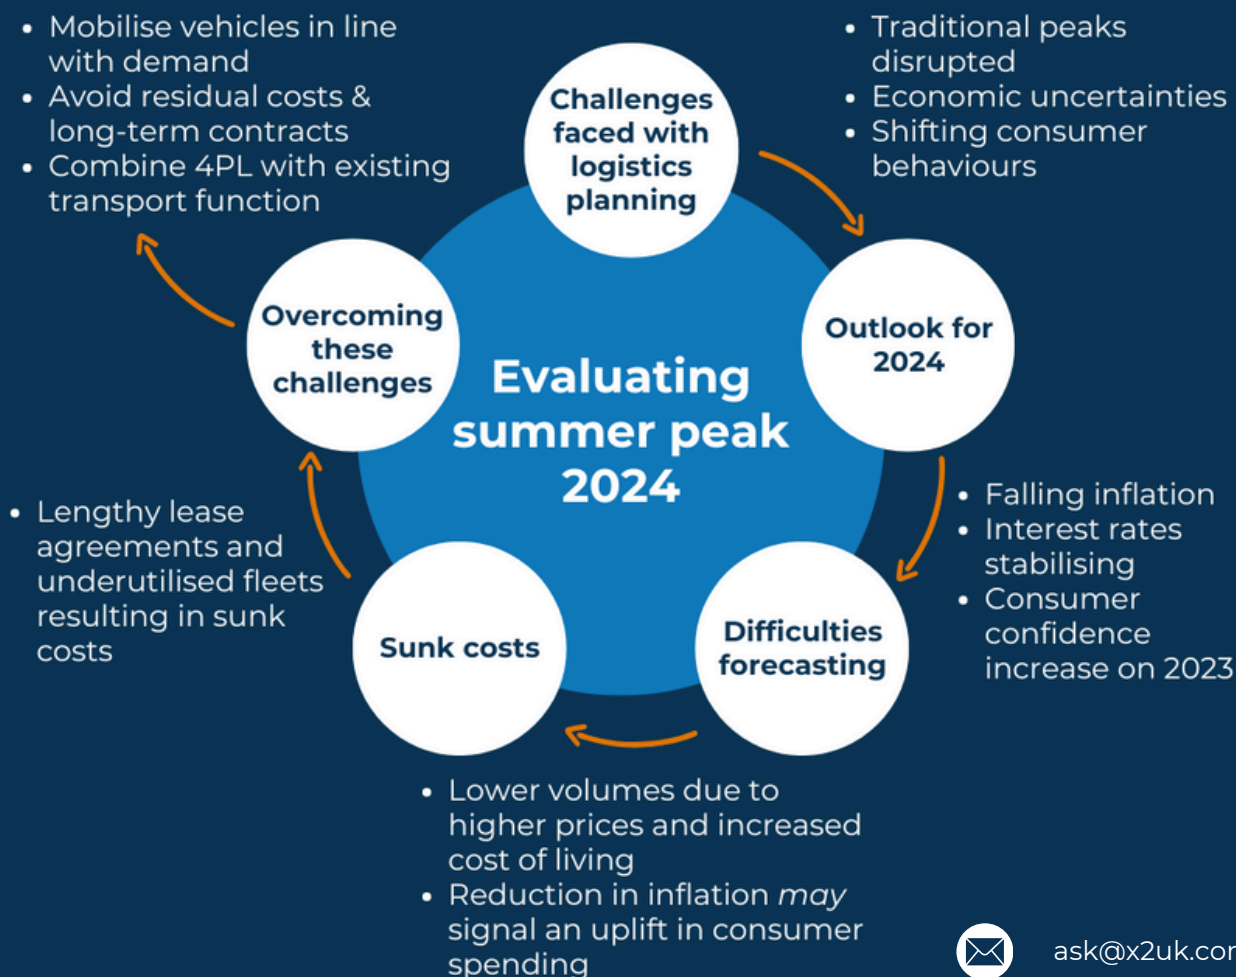 Challenges
faced with
logistics
planning
• Traditional peaks
disrupted
• Economic uncertainties
• Shifting consumer
behaviours
Outlook for
2024
• Falling inflation
• Interest rates
stabilising
• Consumer
confidence
increase on 2023
Difficulties
forecasting
• Lower volumes due to
higher prices and increased
cost of living
• Reduction in inflation may
signal an uplift in consumer
spending
Sunk costs
• Lengthy lease
agreements and
underutilised fleets
resulting in sunk
costs
Overcoming
these
challenges
• Mobilise vehicles in line
with demand
• Avoid residual costs &
long-term contracts
• Combine 4PL with existing
transport function
Evaluating
summer peak
2024
ask@x2uk.com